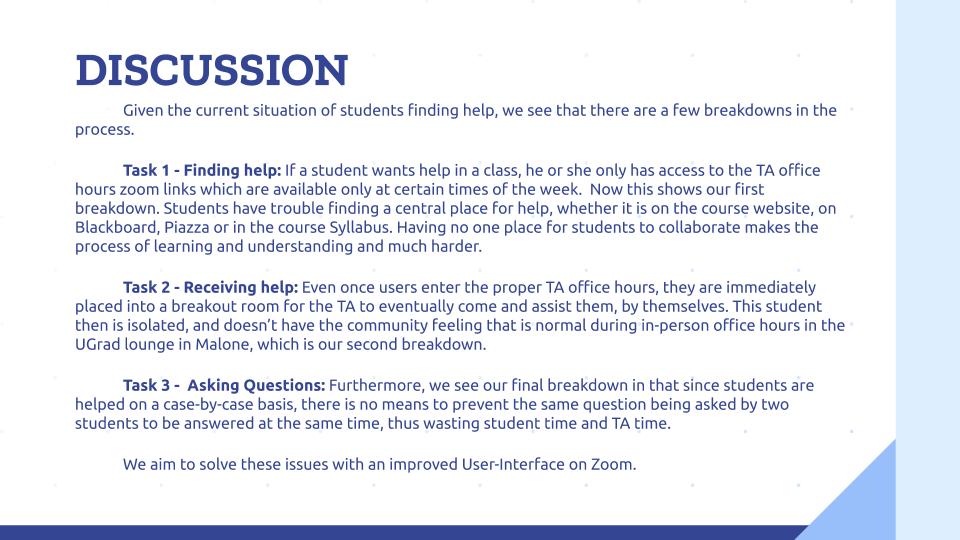 DISCUSSION
Given the current situation of students finding help, we see that there are a few breakdowns in the
process.
Task 1 - Finding help: If a student wants help in a class, he or she only has access to the TA office
hours zoom links which are available only at certain times of the week.  Now this shows our first
breakdown. Students have trouble finding a central place for help, whether it is on the course website, on
Blackboard, Piazza or in the course Syllabus. Having no one place for students to collaborate makes the
process of learning and understanding and much harder.
Task 2 - Receiving help: Even once users enter the proper TA office hours, they are immediately
placed into a breakout room for the TA to eventually come and assist them, by themselves. This student
then is isolated, and doesn't have the community feeling that is normal during in-person office hours in the
UGrad lounge in Malone, which is our second breakdown.
Task 3 -  Asking Questions: Furthermore, we see our final breakdown in that since students are
helped on a case-by-case basis, there is no means to prevent the same question being asked by two
students to be answered at the same time, thus wasting student time and TA time.
We aim to solve these issues with an improved User-Interface on Zoom.